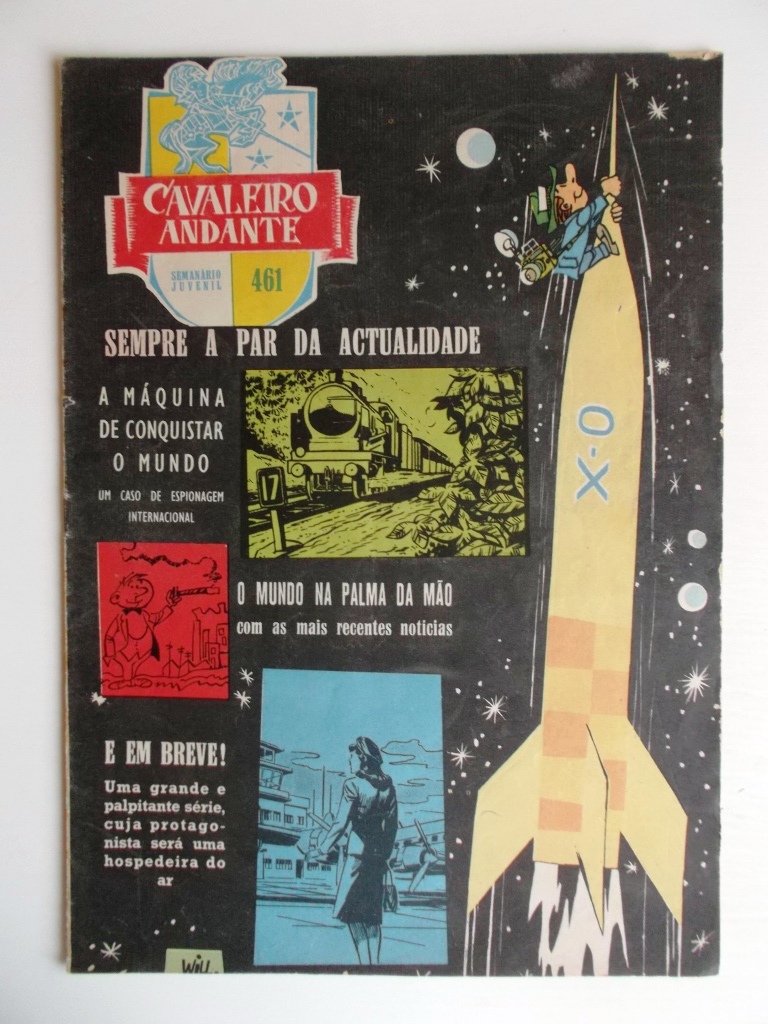 CAVALEIRO
ANDANTE
SEMANÁRIO
JUVENIL
461
SEMPRE A PAR DA ACTUALIDADE
A MÁQUINA
DE CONQUISTAR
O MUNDO
UM CASO DE ESPIONAGEM
INTERNACIONAL
17
X-O
O MUNDO NA PALMA DA MÃO
com as mais recentes noticias
E EM BREVE!
Uma grande e
palpitante série,
cuja protago-
nista será uma
hospedeira do
ar
WILL